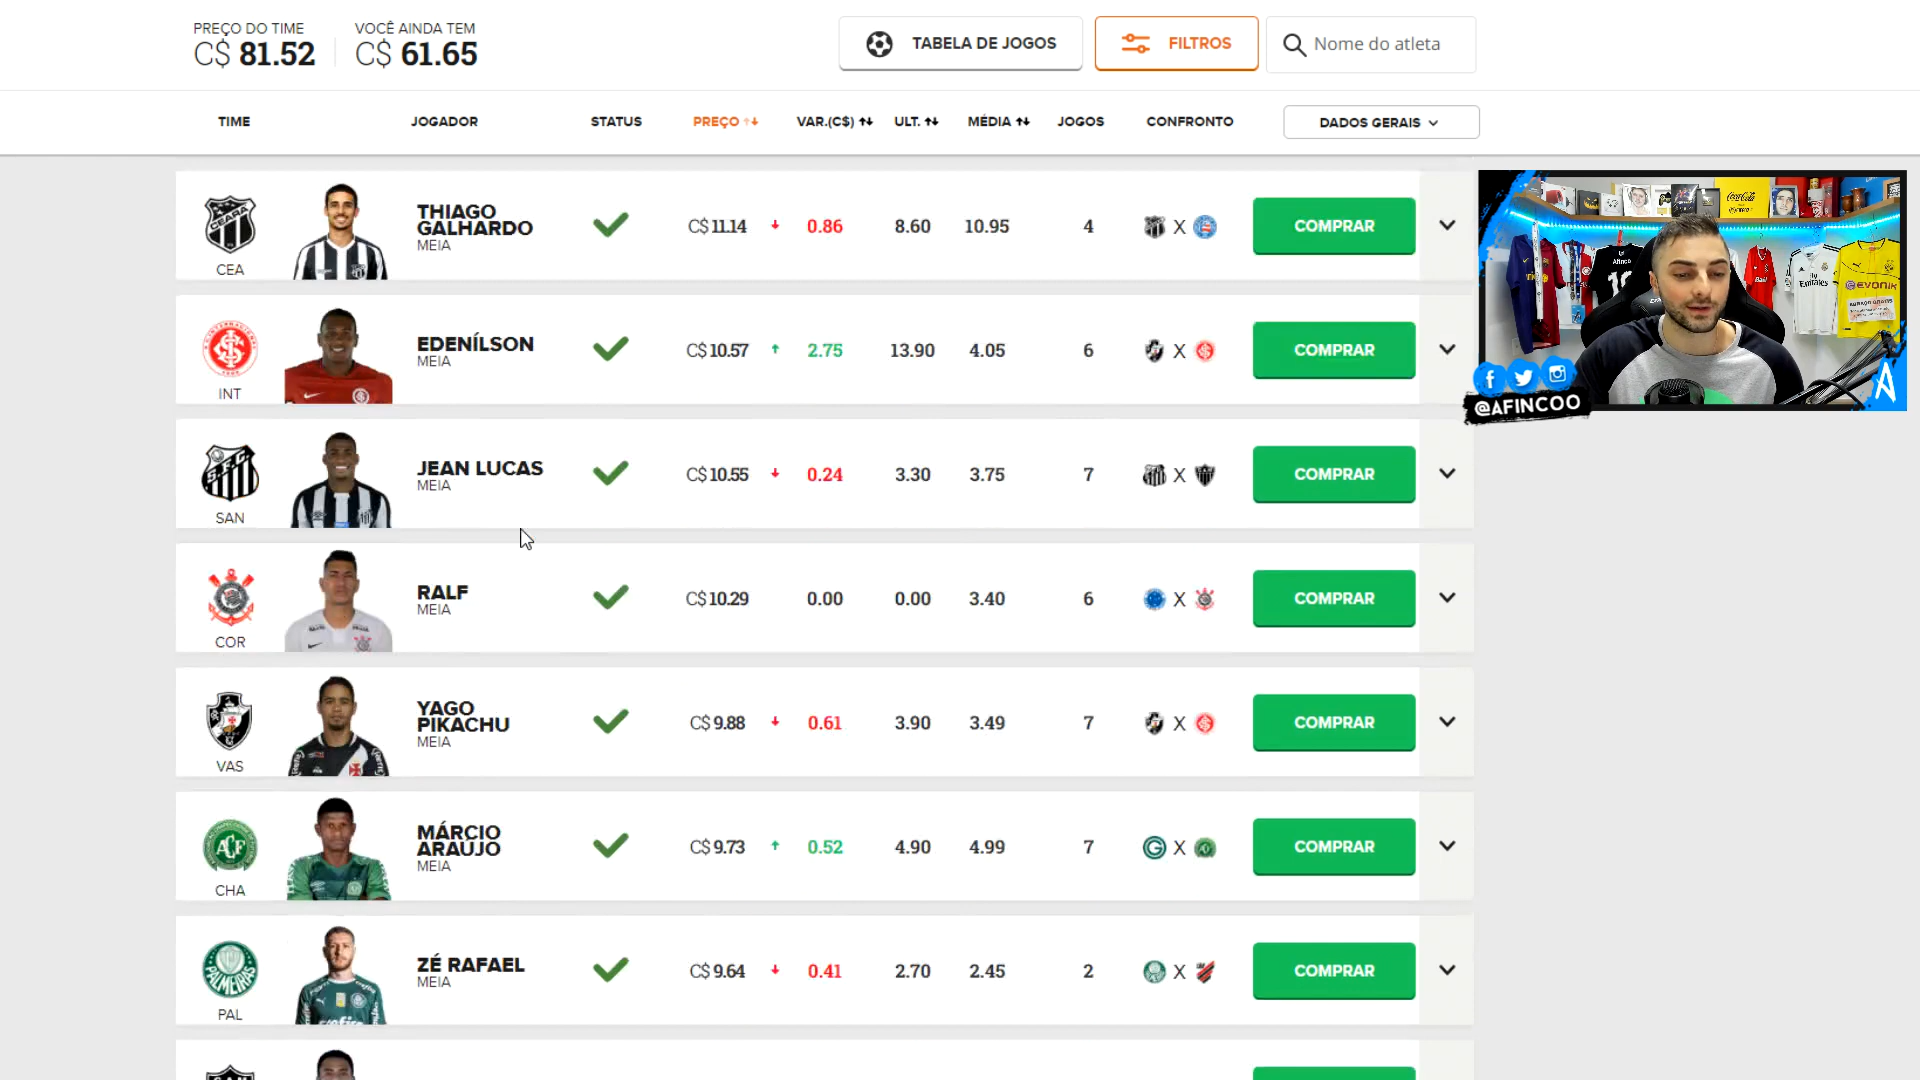 PREÇO DO TIME
C$ 81.52
VOCÊ AINDA TEM
C$ 61.65
TABELA DE JOGOS
FILTROS
Nome do atleta
TIME JOGADOR STATUS PREÇO VAR.(C$) ULT. MÉDIA JOGOS CONFRONTO DADOS GERAIS
CEA
THIAGO
GALHARDO
MEIA
C$ 11.14 0.86 8.60 10.95 4 X COMPRAR
INT
EDENÍLSON
MEIA
C$ 10.57 2.75 13.90 4.05 6 X COMPRAR
SAN
JEAN LUCAS
MEIA
C$ 10.55 0.24 3.30 3.75 7 X COMPRAR
COR
RALF
MEIA
C$ 10.29 0.00 0.00 3.40 6 X COMPRAR
VAS
YAGO
PIKACHU
MEIA
C$ 9.88 0.61 3.90 3.49 7 X COMPRAR
CHA
MÁRCIO
ARAUJO
MEIA
C$ 9.73 0.52 4.90 4.99 7 X COMPRAR
PAL
ZÉ RAFAEL
MEIA
C$ 9.64 0.41 2.70 2.45 2 X COMPRAR
Coca-Cola
Afinco
Fly
Emirates
EVONIK
@AFINCOO